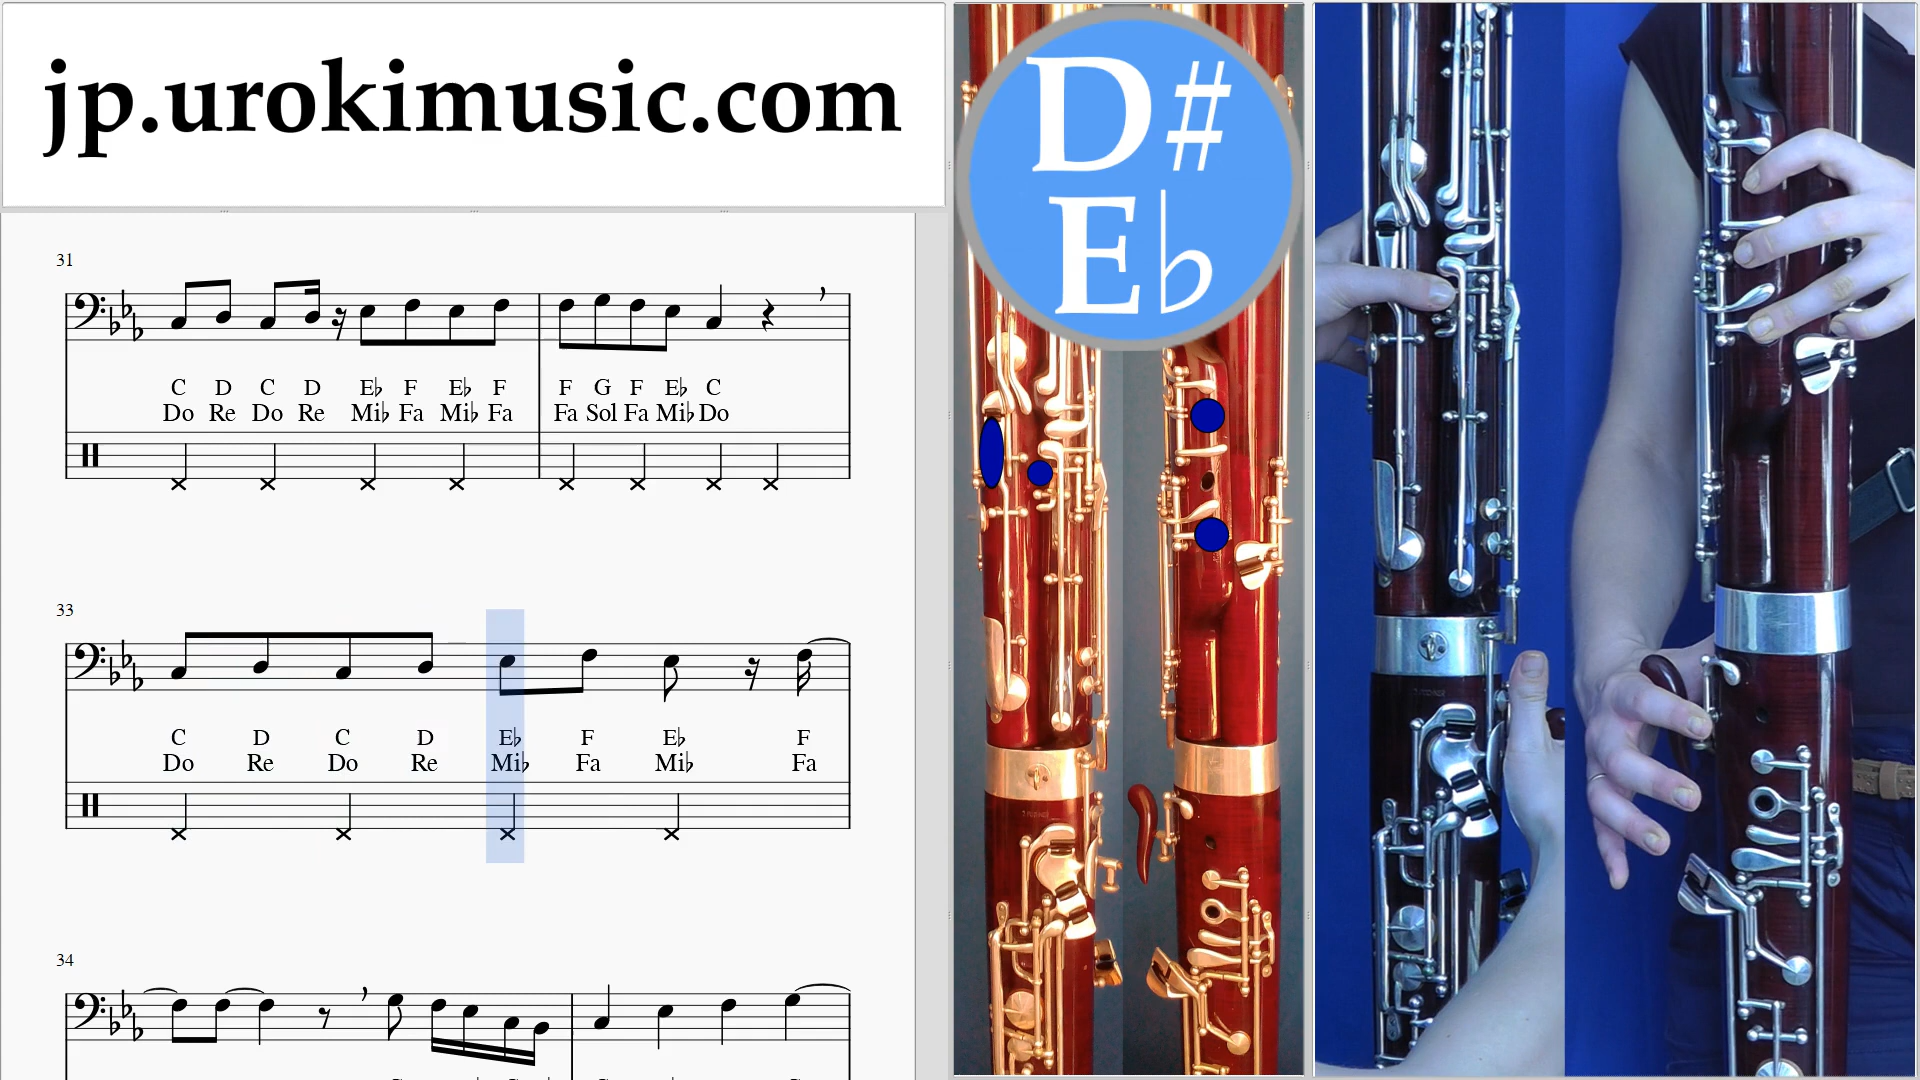 jp.urokimusic.com
D#
E♭
31
C D C D E♭ F E♭ F F G F E♭ C
Do Re Do Re Mi♭ Fa Mi♭ Fa Fa Sol Fa Mi♭ Do
33
C D C D E♭ F E♭ F
Do Re Do Re Mi♭ Fa Mi♭ Fa
34